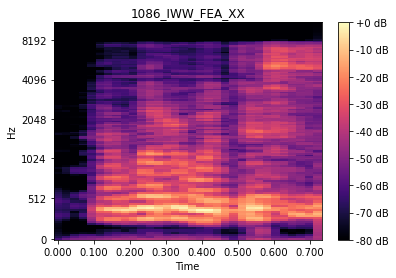 1086_IWW_FEA_XX
Hz
8192
4096
2048
1024
512
0
0.000 0.100 0.200 0.300 0.400 0.500 0.600 0.700
Time
+0 dB
-10 dB
-20 dB
-30 dB
-40 dB
-50 dB
-60 dB
-70 dB
-80 dB